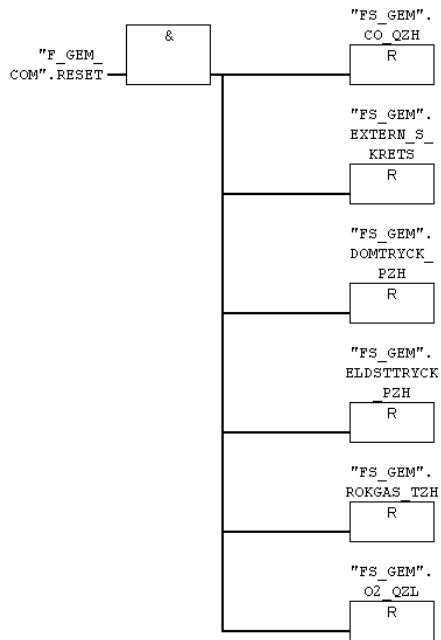 "FS_GEM".
CO_QZH
R
&
"F_GEM_
COM".RESET
"FS_GEM".
EXTERN_S_
KRETS
R
"FS_GEM".
DOMTRYCK_
PZH
R
"FS_GEM".
ELDSTTRYCK
_PZH
R
"FS_GEM".
ROKGAS_TZH
R
"FS_GEM".
O2_QZL
R